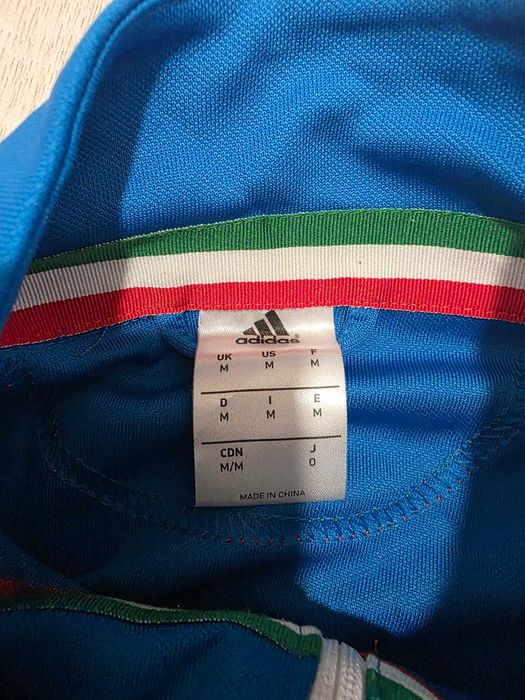 adidas
UK US F
M M M
D I E
M M M
CDN J
M/M O
MADE IN CHINA